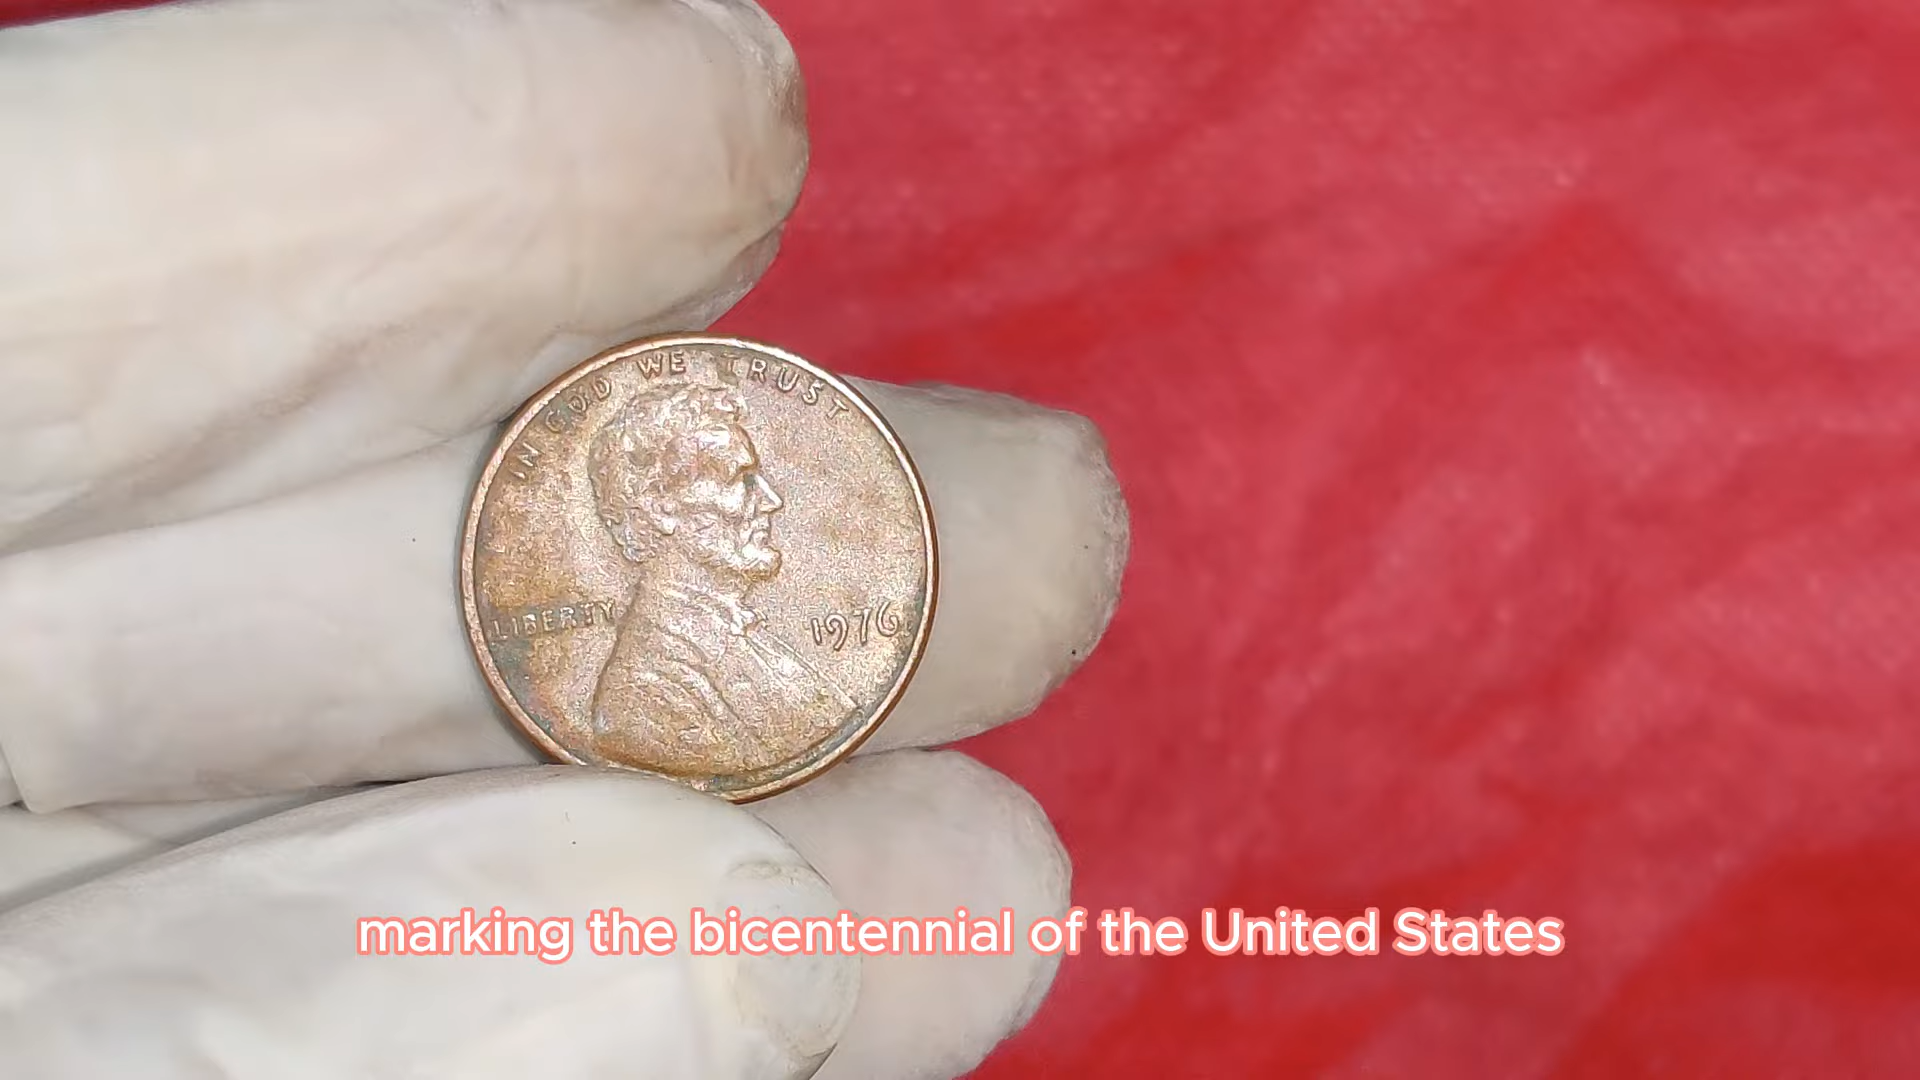 IN GOD WE TRUST
LIBERTY
1976
marking the bicentennial of the United States